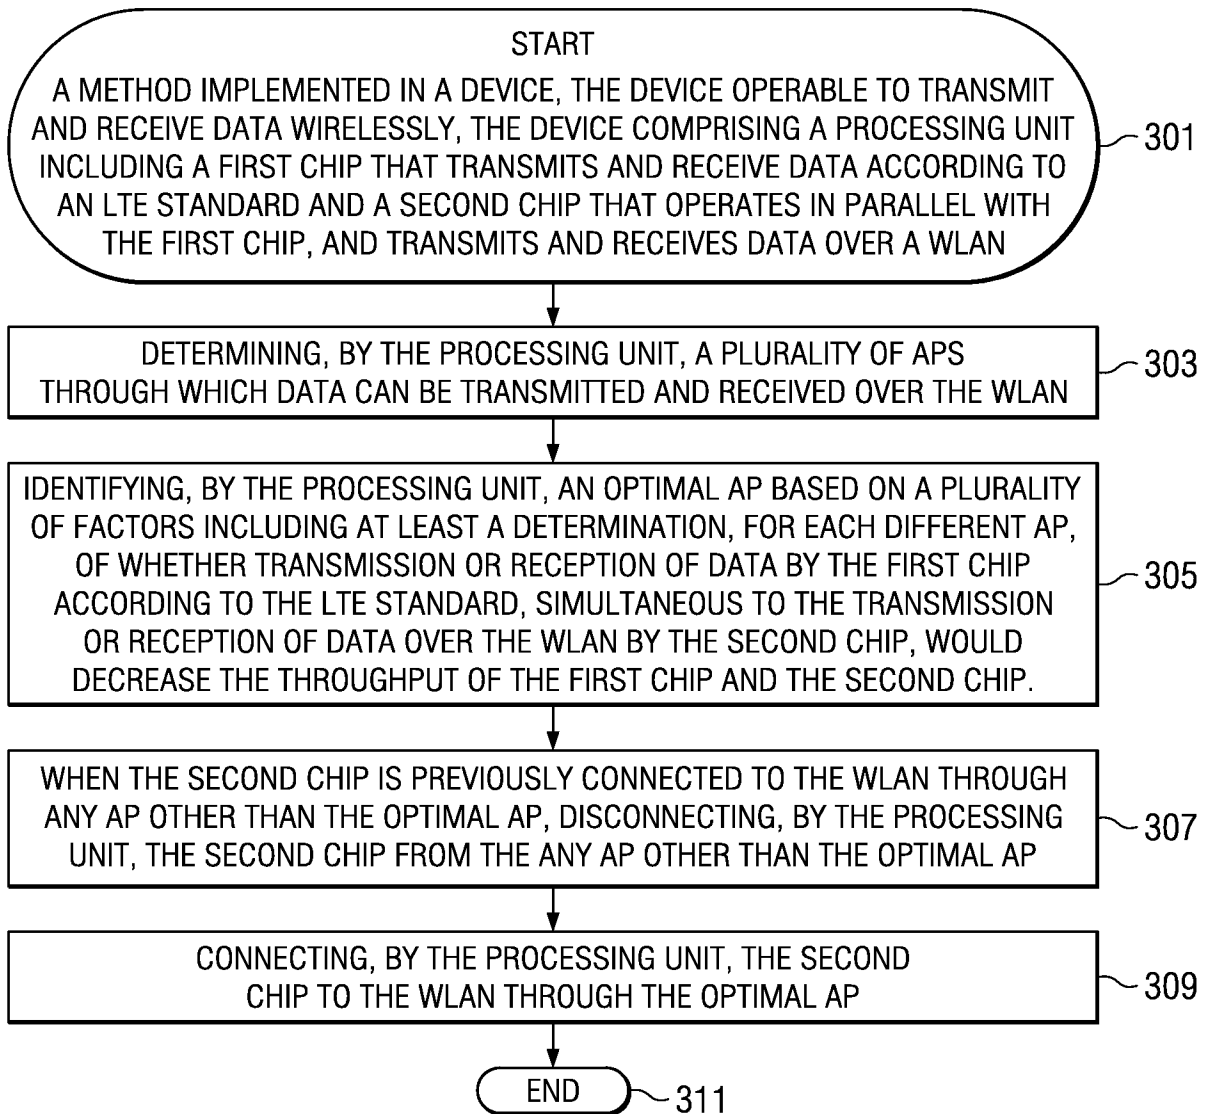 START
A METHOD IMPLEMENTED IN A DEVICE, THE DEVICE OPERABLE TO TRANSMIT
AND RECEIVE DATA WIRELESSLY, THE DEVICE COMPRISING A PROCESSING UNIT
INCLUDING A FIRST CHIP THAT TRANSMITS AND RECEIVE DATA ACCORDING TO
AN LTE STANDARD AND A SECOND CHIP THAT OPERATES IN PARALLEL WITH
THE FIRST CHIP, AND TRANSMITS AND RECEIVES DATA OVER A WLAN
301
DETERMINING, BY THE PROCESSING UNIT, A PLURALITY OF APS
THROUGH WHICH DATA CAN BE TRANSMITTED AND RECEIVED OVER THE WLAN
303
IDENTIFYING, BY THE PROCESSING UNIT, AN OPTIMAL AP BASED ON A PLURALITY
OF FACTORS INCLUDING AT LEAST A DETERMINATION, FOR EACH DIFFERENT AP,
OF WHETHER TRANSMISSION OR RECEPTION OF DATA BY THE FIRST CHIP
ACCORDING TO THE LTE STANDARD, SIMULTANEOUS TO THE TRANSMISSION
OR RECEPTION OF DATA OVER THE WLAN BY THE SECOND CHIP, WOULD
DECREASE THE THROUGHPUT OF THE FIRST CHIP AND THE SECOND CHIP.
305
WHEN THE SECOND CHIP IS PREVIOUSLY CONNECTED TO THE WLAN THROUGH
ANY AP OTHER THAN THE OPTIMAL AP, DISCONNECTING, BY THE PROCESSING
UNIT, THE SECOND CHIP FROM THE ANY AP OTHER THAN THE OPTIMAL AP
307
CONNECTING, BY THE PROCESSING UNIT, THE SECOND
CHIP TO THE WLAN THROUGH THE OPTIMAL AP
309
END
311